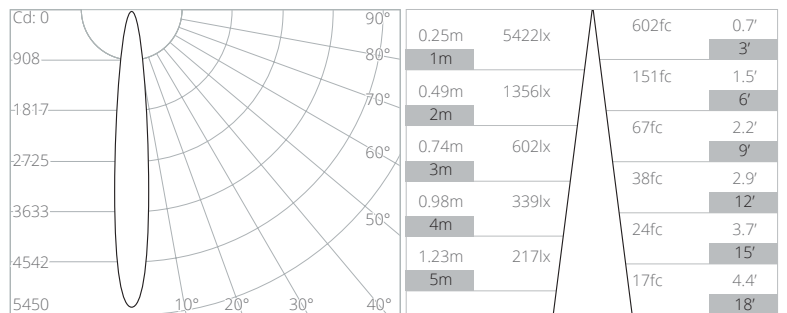 Cd: 0
90°
908
80°
1817
70°
2725
60°
3633
50°
4542
5450
10°
20°
30°
40°
0.25m 5422lx
1m
0.49m 1356lx
2m
0.74m 602lx
3m
0.98m 339lx
4m
1.23m 217lx
5m
602fc 0.7’
3’
151fc 1.5’
6’
67fc 2.2’
9’
38fc 2.9’
12’
24fc 3.7’
15’
17fc 4.4’
18’